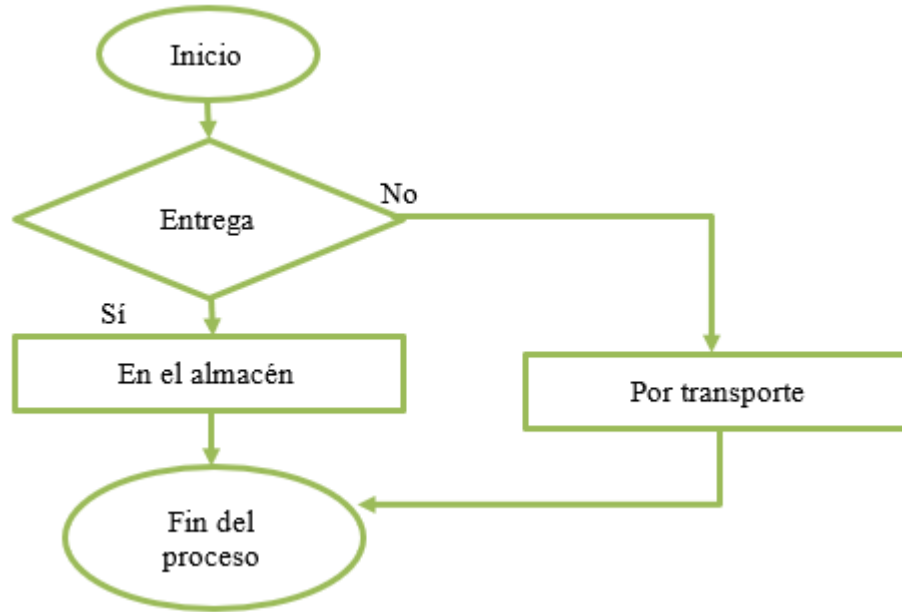 Inicio
No
Entrega
Sí
En el almacén
Por transporte
Fin del
proceso